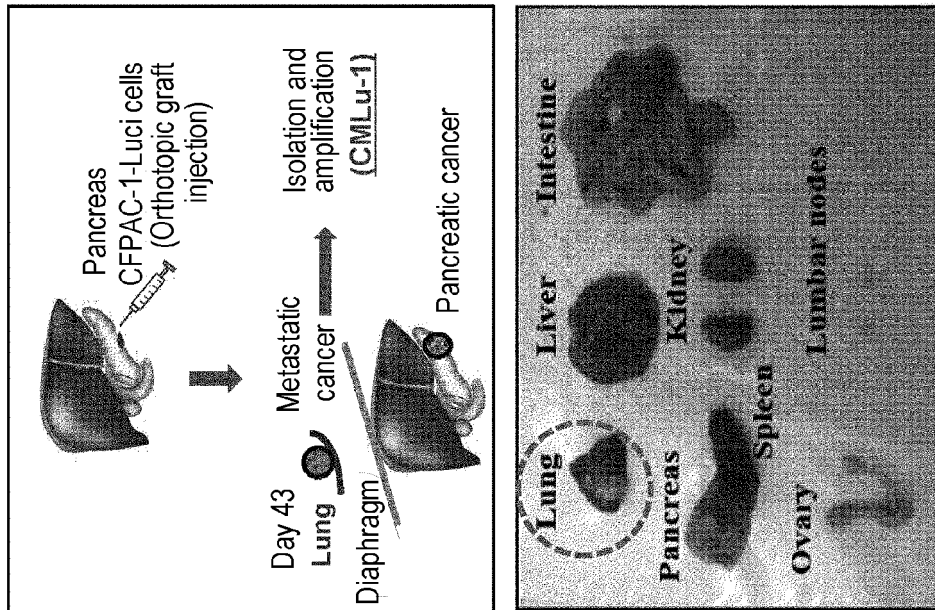 Pancreas
CFPAC-1-Luci cells
(Orthotopic graft
injection)
Day 43
Lung
Metastatic
cancer
Isolation and
amplification
(CMLu-1)
Diaphragm
Pancreatic cancer
Lung
Liver
Intestine
Pancreas
Kidney
Spleen
Ovary
Lumbar nodes